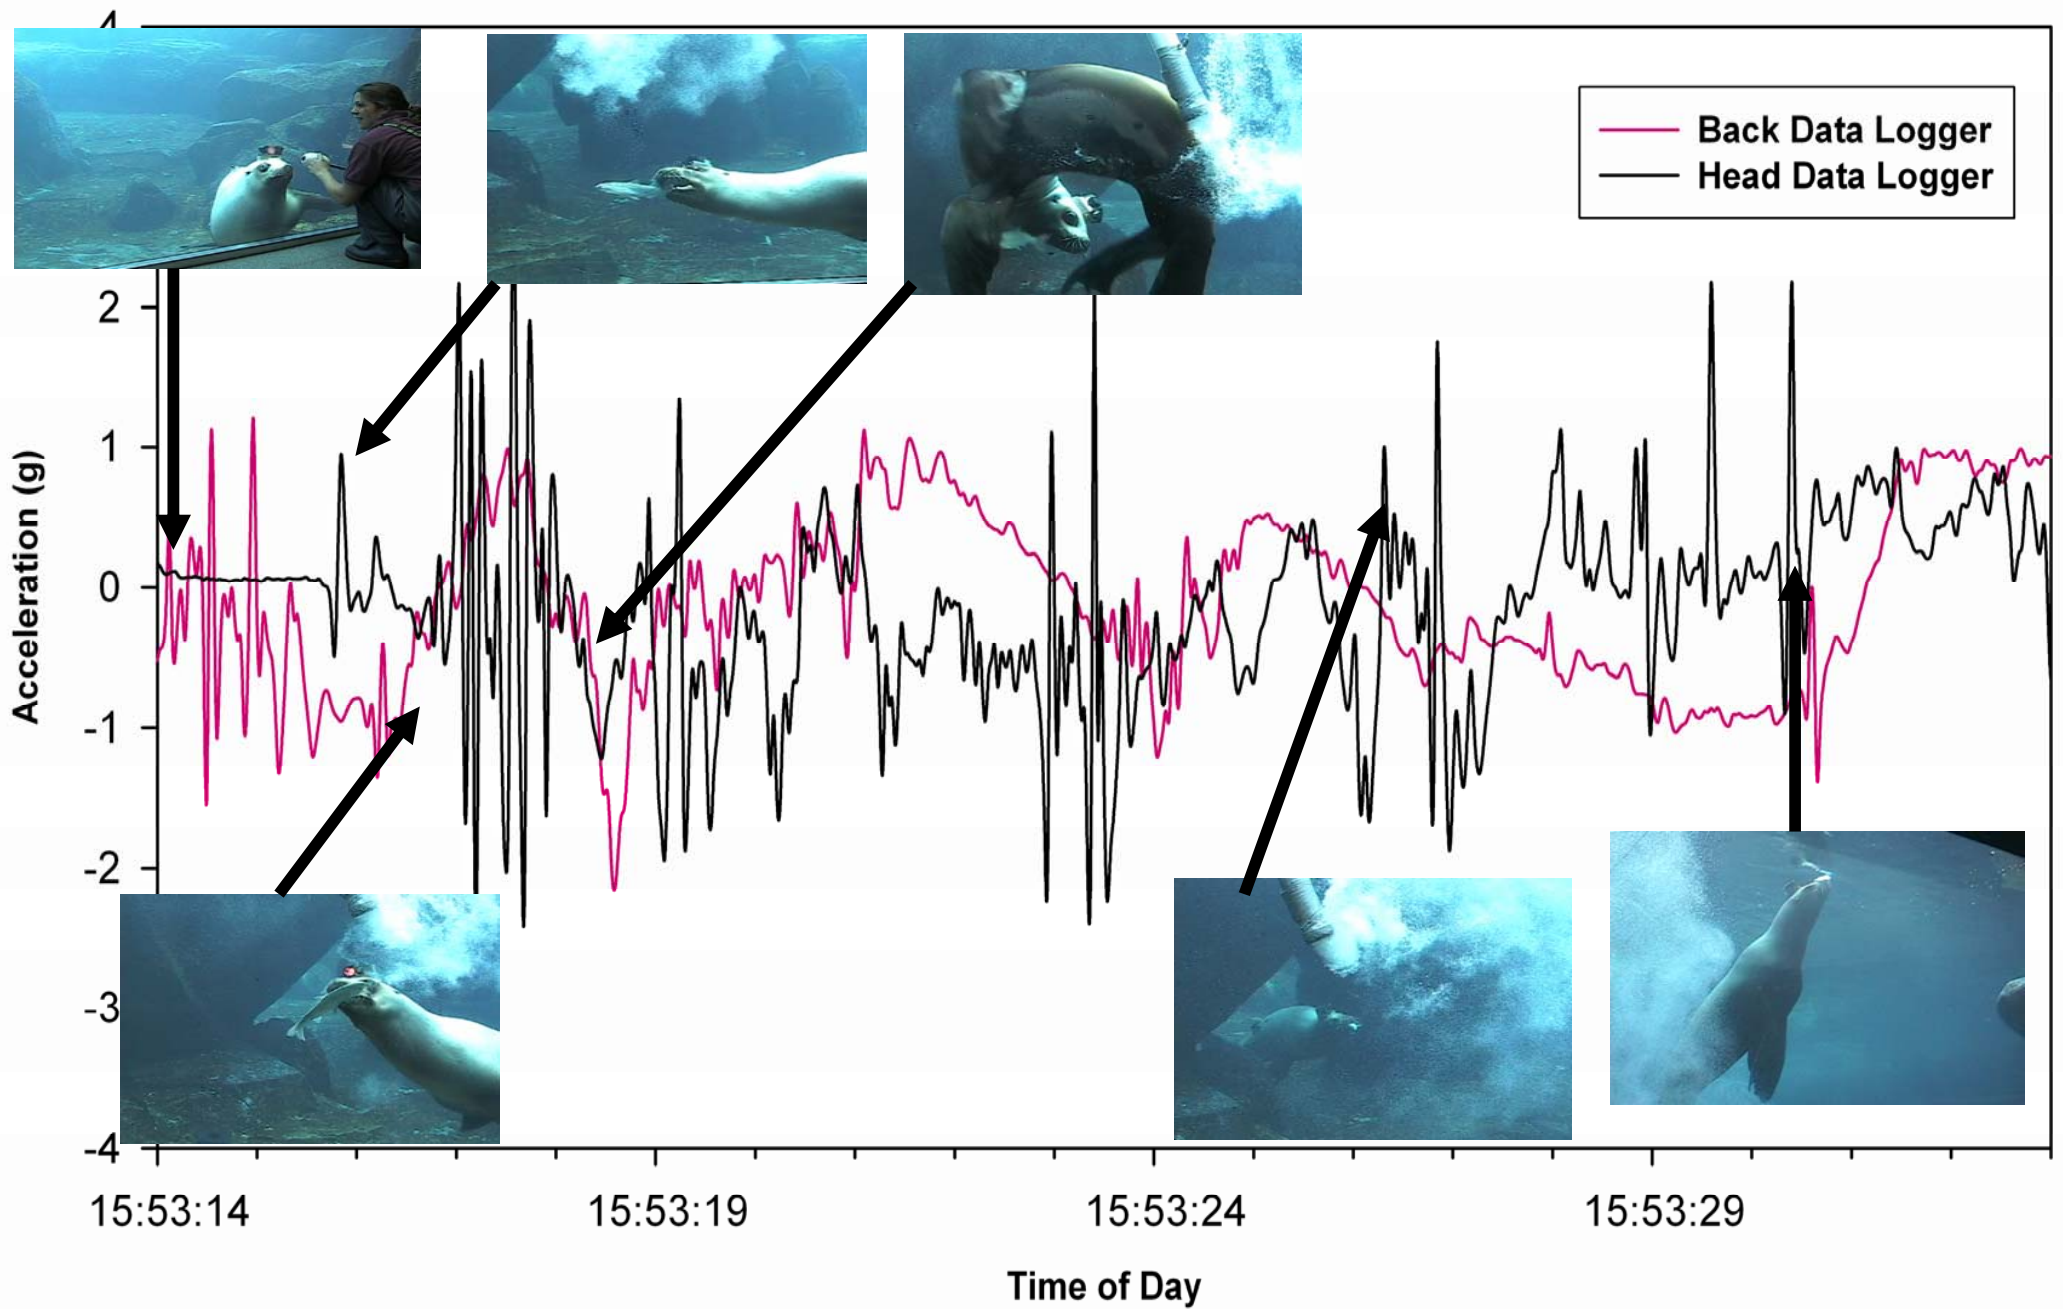 4
Back Data Logger
Head Data Logger
2
1
0
-1
-2
-3
-4
Acceleration (g)
15:53:14 15:53:19 15:53:24 15:53:29
Time of Day